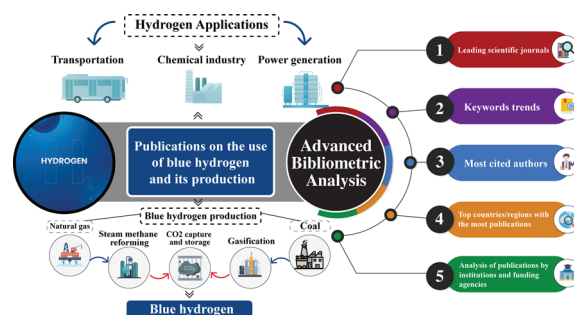 Hydrogen Applications
Transportation
Chemical industry
Power generation
HYDROGEN
Publications on the use
of blue hydrogen
and its production
Advanced
Bibliometric
Analysis
1
Leading scientific journals
2
Keywords trends
3
Most cited authors
4
Top countries/regions with
the most publications
5
Analysis of publications by
institutions and funding
agencies
Blue hydrogen production
Natural gas
Steam methane
reforming
CO2 capture
and storage
Gasification
Coal
CO₂
Blue hydrogen